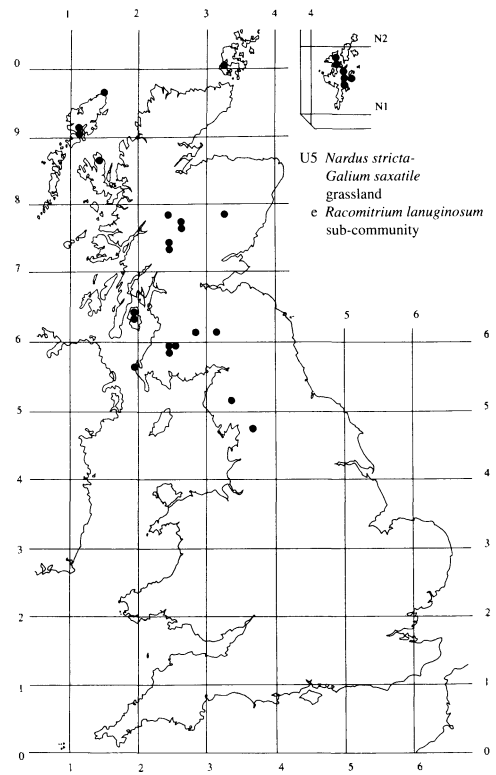 1 2 3 4 4
N2
0
N1
9
U5 Nardus stricta-
Galium saxatile
grassland
8
e Racomitrium lanuginosum
sub-community
7
5 6
6 6
5 5
4 4
3 3
2 2
1 1
0 0
1 2 3 4 5 6